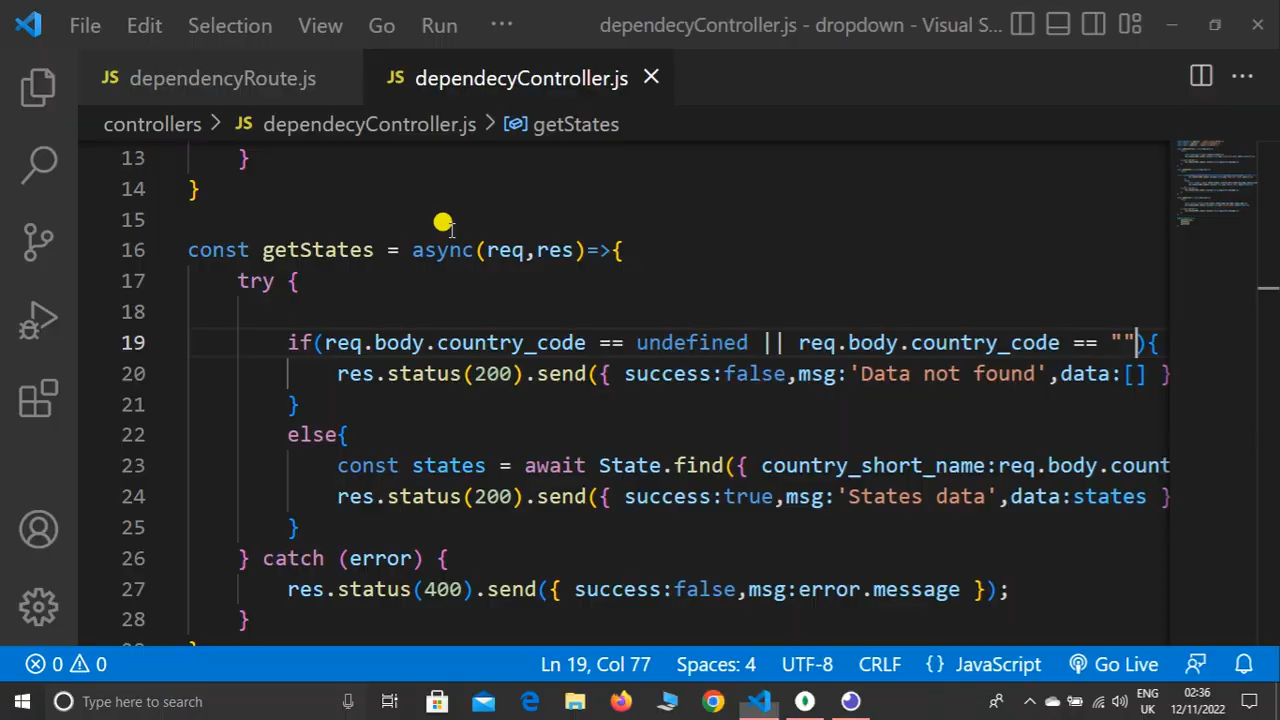 File Edit Selection View Go Run ··· dependecyController.js - dropdown - Visual S...
JS dependencyRoute.js JS dependecyController.js
controllers > JS dependecyController.js > getStates
13 }
14 }
15
16 const getStates = async(req,res)=>{
17 try {
18
19 if(req.body.country_code == undefined || req.body.country_code == ""){
20 res.status(200).send({ success:false,msg:'Data not found',data:[] }
21 }
22 else{
23 const states = await State.find({ country_short_name:req.body.count
24 res.status(200).send({ success:true,msg:'States data',data:states }
25 }
26 } catch (error) {
27 res.status(400).send({ success:false,msg:error.message });
28 }
0 0 Ln 19, Col 77 Spaces: 4 UTF-8 CRLF {} JavaScript Go Live
Type here to search ENG 02:36
UK 12/11/2022